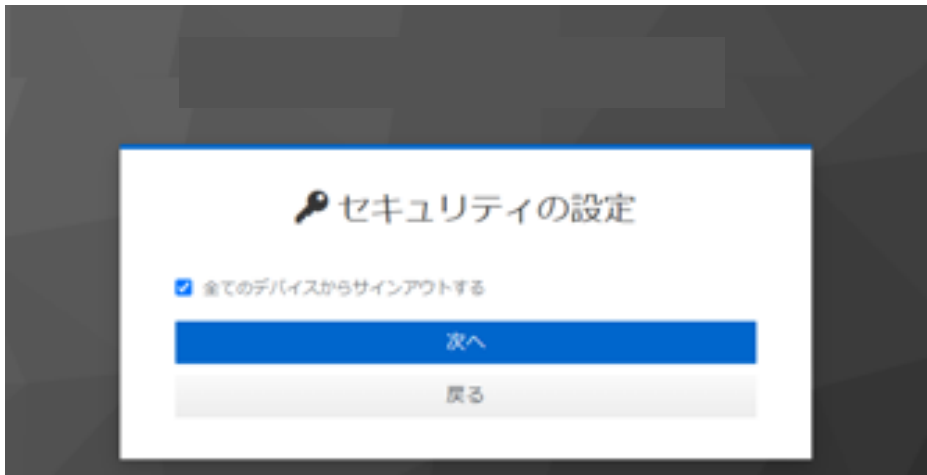 セキュリティの設定
全てのデバイスからサインアウトする
次へ
戻る